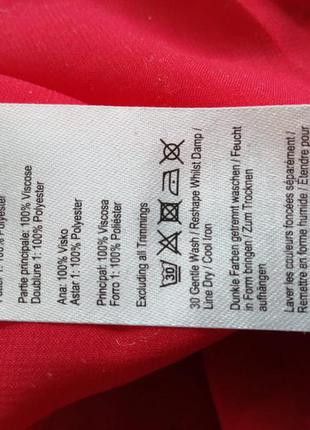 Partie principale: 100% Viscose
Doublure 1: 100% Polyester
Ana: 100% Visko
Astar 1: 100% Polyester
Principal: 100% Viscose
Forro 1: 100% Poliéster
Excluding all Trimmings
30
30 Gentle Wash / Reshape Whilst Damp /
Line Dry / Cool Iron
Dunkle Farben getrennt waschen / Feucht
in Form bringen / Zum Trocknen
aufhängen
Laver les couleurs foncées séparément /
Remettre en forme humide / Étendre pour